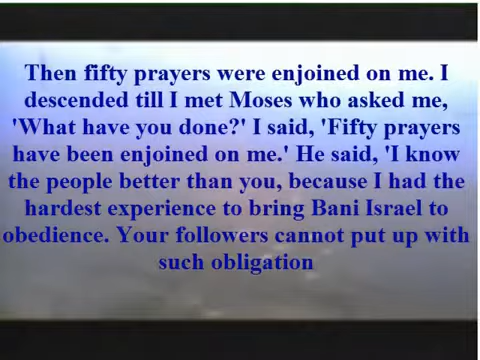 Then fifty prayers were enjoined on me. I
descended till I met Moses who asked me,
'What have you done?' I said, 'Fifty prayers
have been enjoined on me.' He said, 'I know
the people better than you, because I had the
hardest experience to bring Bani Israel to
obedience. Your followers cannot put up with
such obligation